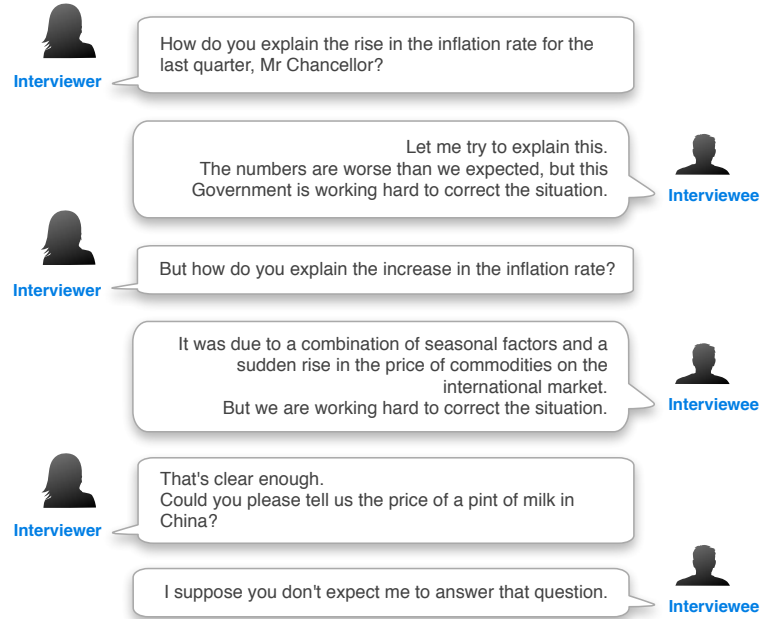 How do you explain the rise in the inflation rate for the
last quarter, Mr Chancellor?
Interviewer
Let me try to explain this.
The numbers are worse than we expected, but this
Government is working hard to correct the situation.
Interviewee
But how do you explain the increase in the inflation rate?
Interviewer
It was due to a combination of seasonal factors and a
sudden rise in the price of commodities on the
international market.
But we are working hard to correct the situation.
Interviewee
That's clear enough.
Could you please tell us the price of a pint of milk in
China?
Interviewer
I suppose you don't expect me to answer that question.
Interviewee